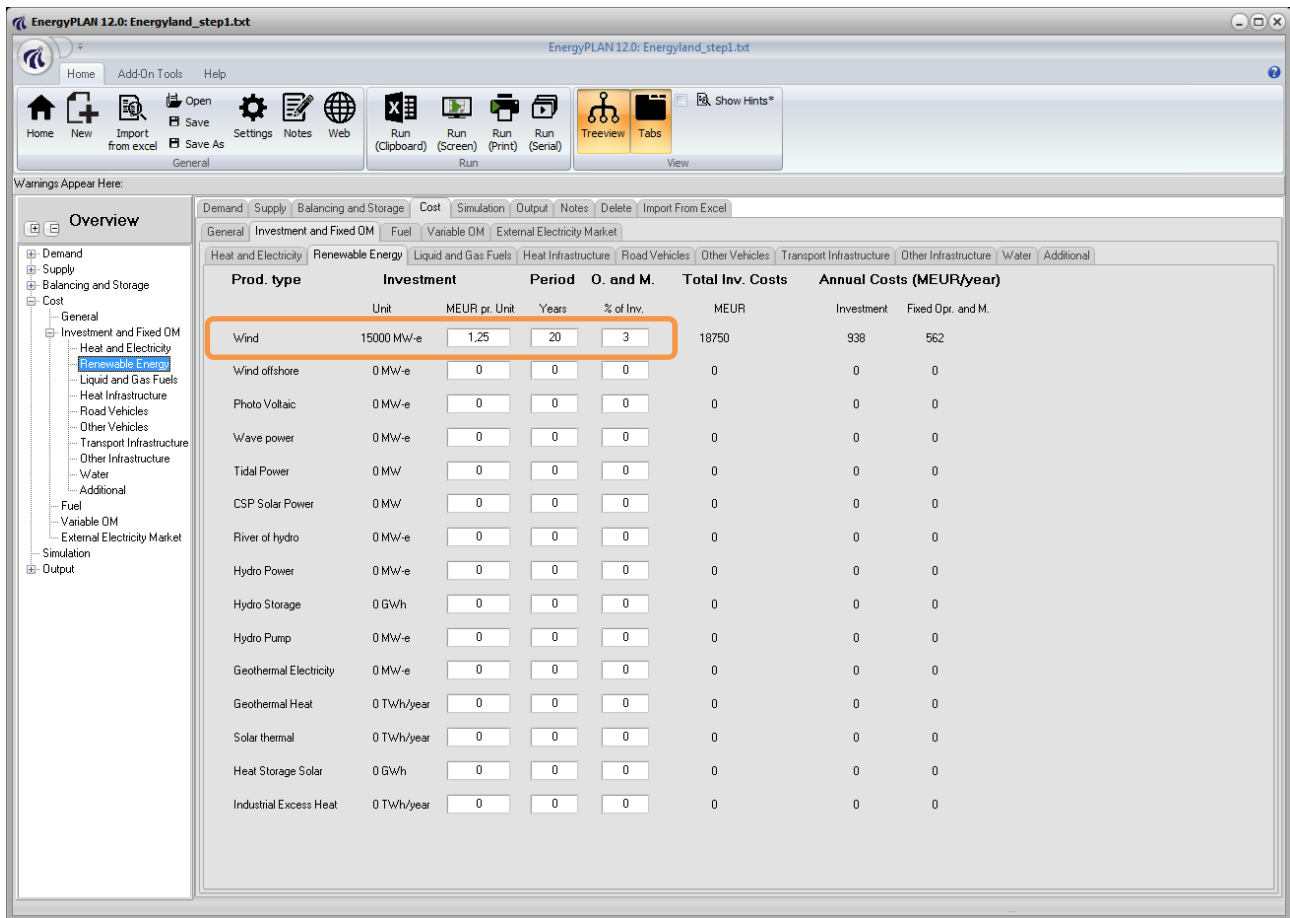 EnergyPLAN 12.0: Energyland_step1.txt
EnergyPLAN 12.0: Energyland_step1.txt
Home Add-On Tools Help
Home New Import from excel Open Save Save As Settings Notes Web Run (Clipboard) Run (Screen) Run (Print) Run (Serial) Treeview Tabs Show Hints*
General Run View
Warnings Appear Here:
Overview
Demand
Supply
Balancing and Storage
Cost
General
Investment and Fixed OM
Heat and Electricity
Renewable Energy
Liquid and Gas Fuels
Heat Infrastructure
Road Vehicles
Other Vehicles
Transport Infrastructure
Other Infrastructure
Water
Additional
Fuel
Variable OM
External Electricity Market
Simulation
Output
Demand Supply Balancing and Storage Cost Simulation Output Notes Delete Import From Excel
General Investment and Fixed OM Fuel Variable OM External Electricity Market
Heat and Electricity Renewable Energy Liquid and Gas Fuels Heat Infrastructure Road Vehicles Other Vehicles Transport Infrastructure Other Infrastructure Water Additional
Prod. type Investment Period O. and M. Total Inv. Costs Annual Costs (MEUR/year)
Unit MEUR pr. Unit Years % of Inv. MEUR Investment Fixed Opr. and M.
Wind 15000 MW-e 1,25 20 3 18750 938 562
Wind offshore 0 MW-e 0 0 0 0 0 0
Photo Voltaic 0 MW-e 0 0 0 0 0 0
Wave power 0 MW-e 0 0 0 0 0 0
Tidal Power 0 MW 0 0 0 0 0 0
CSP Solar Power 0 MW 0 0 0 0 0 0
River of hydro 0 MW-e 0 0 0 0 0 0
Hydro Power 0 MW-e 0 0 0 0 0 0
Hydro Storage 0 GWh 0 0 0 0 0 0
Hydro Pump 0 MW-e 0 0 0 0 0 0
Geothermal Electricity 0 MW-e 0 0 0 0 0 0
Geothermal Heat 0 TWh/year 0 0 0 0 0 0
Solar thermal 0 TWh/year 0 0 0 0 0 0
Heat Storage Solar 0 GWh 0 0 0 0 0 0
Industrial Excess Heat 0 TWh/year 0 0 0 0 0 0